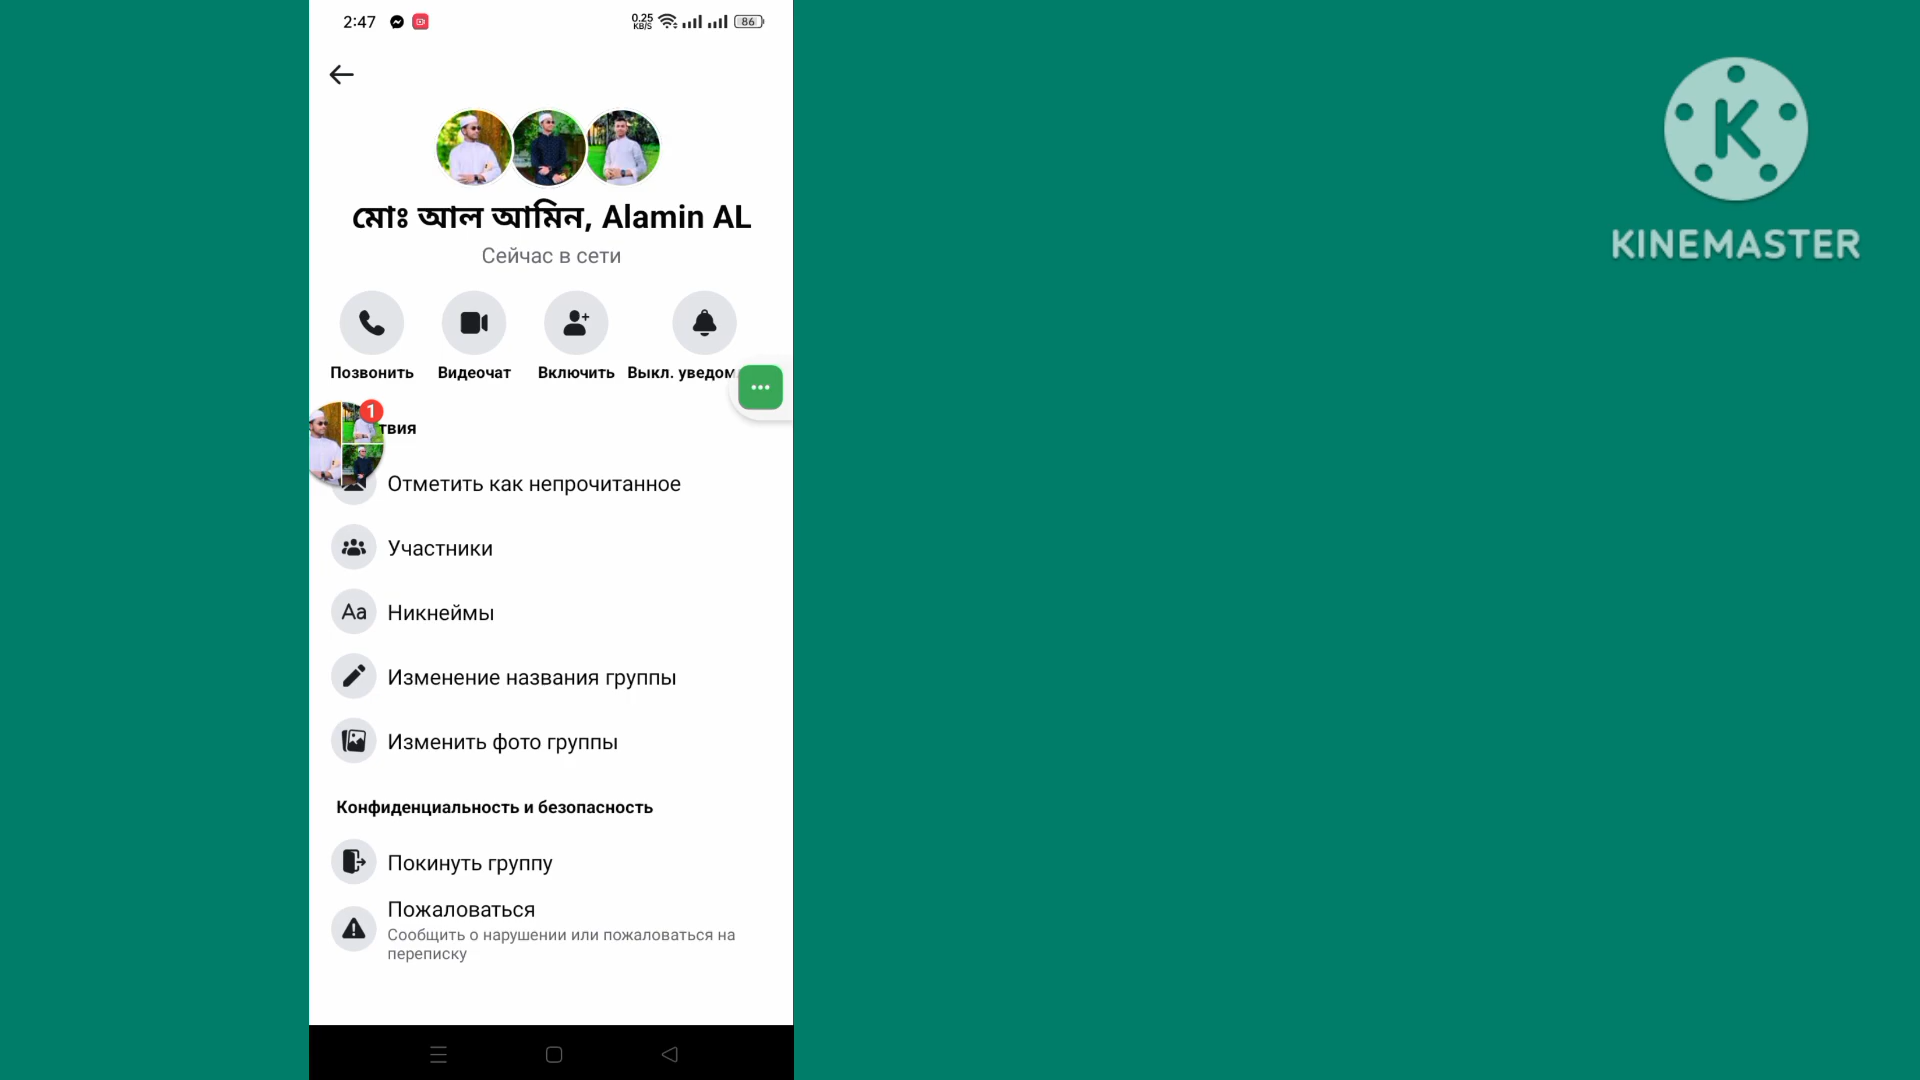 2:47
0.25
KB/S
86
মোঃ আল আমিন, Alamin AL
Сейчас в сети
Позвонить
Видеочат
Включить
Выкл. уведом
1
твия
Отметить как непрочитанное
Участники
Aa
Никнеймы
Изменение названия группы
Изменить фото группы
Конфиденциальность и безопасность
Покинуть группу
Пожаловаться
Сообщить о нарушении или пожаловаться на
переписку
K
KINEMASTER